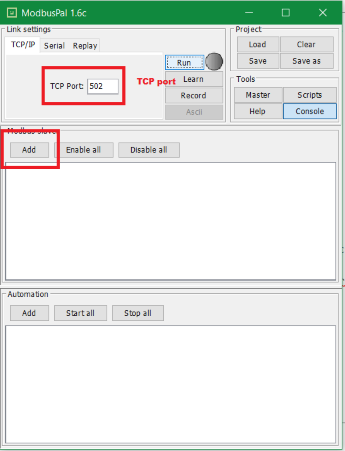 ModbusPal 1.6c
Link settings
TCP/IP Serial Replay
TCP Port: 502
TCP port
Run
Learn
Record
Ascii
Project
Load Clear
Save Save as
Tools
Master Scripts
Help Console
Modbus slaves
Add Enable all Disable all
Automation
Add Start all Stop all